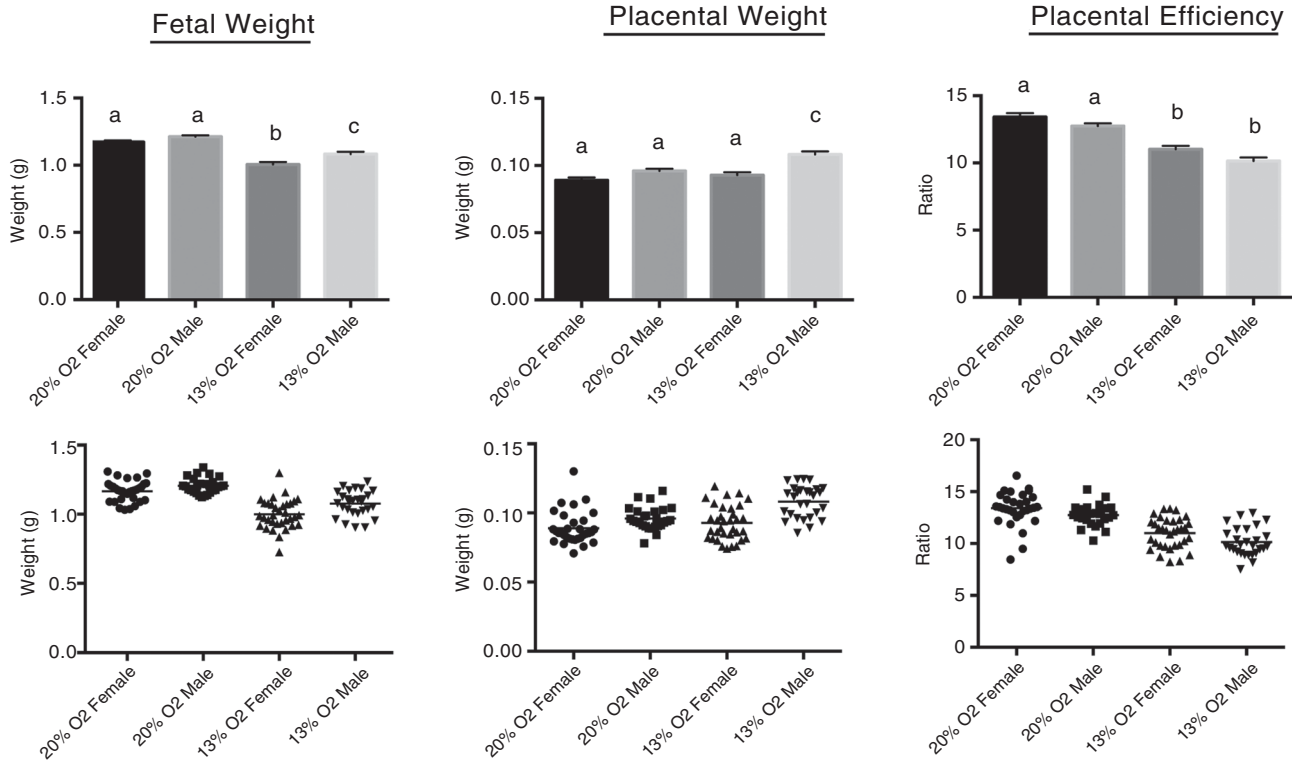 Fetal Weight
Placental Weight
Placental Efficiency
a
a
b
c
1.5
1.0
0.5
0.0
Weight (g)
20% O2 Female
20% O2 Male
13% O2 Female
13% O2 Male
a
a
a
c
0.15
0.10
0.05
0.00
Weight (g)
20% O2 Female
20% O2 Male
13% O2 Female
13% O2 Male
a
a
b
b
15
10
5
0
Ratio
20% O2 Female
20% O2 Male
13% O2 Female
13% O2 Male
1.5
1.0
0.5
0.0
Weight (g)
20% O2 Female
20% O2 Male
13% O2 Female
13% O2 Male
0.15
0.10
0.05
0.00
Weight (g)
20% O2 Female
20% O2 Male
13% O2 Female
13% O2 Male
20
15
10
5
0
Ratio
20% O2 Female
20% O2 Male
13% O2 Female
13% O2 Male